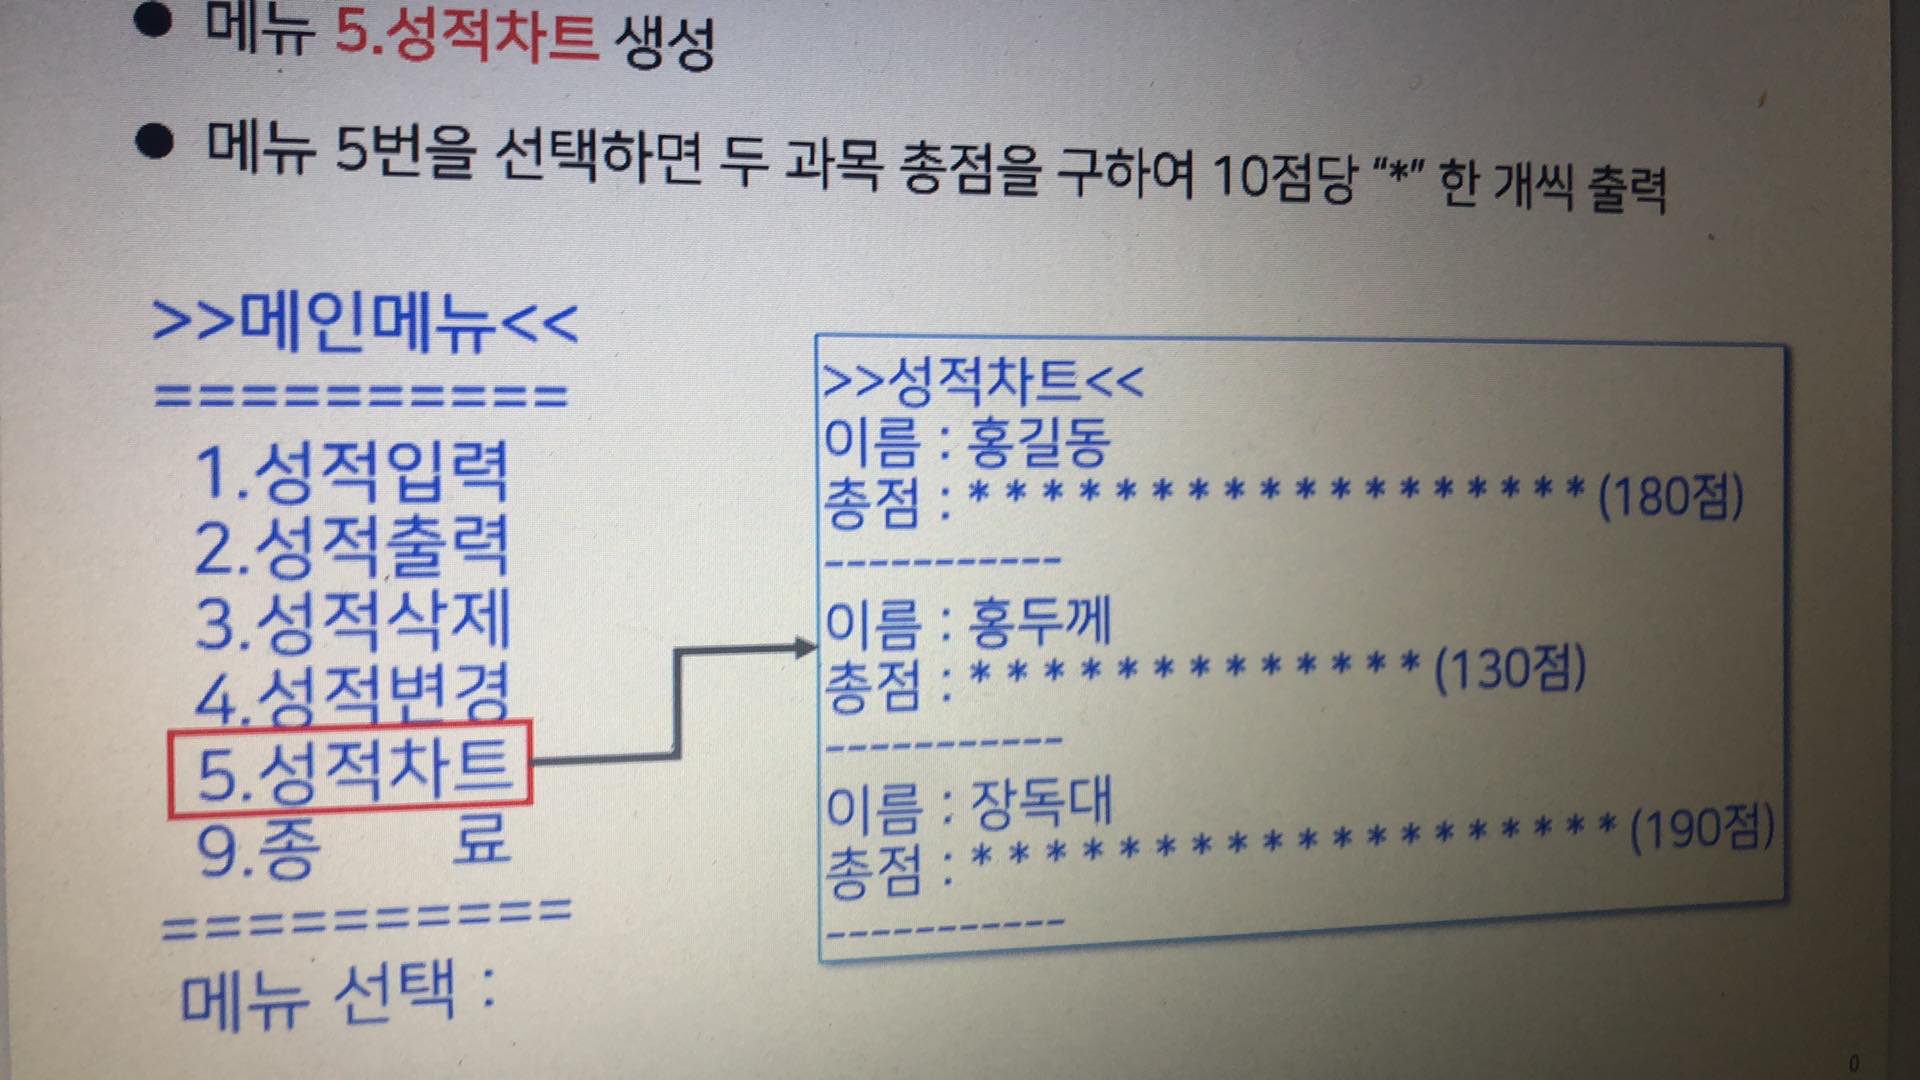 ● 메뉴 5.성적차트 생성
● 메뉴 5번을 선택하면 두 과목 총점을 구하여 10점당 “*” 한 개씩 출력
>>메인메뉴<<
==========
1.성적입력
2.성적출력
3.성적삭제
4.성적변경
5.성적차트
9.종 료
==========
메뉴 선택 :
>>성적차트<<
이름 : 홍길동
총점 : * * * * * * * * * * * * * * * * * * (180점)
-----------
이름 : 홍두께
총점 : * * * * * * * * * * * * * (130점)
-----------
이름 : 장독대
총점 : * * * * * * * * * * * * * * * * * * (190점)
-----------
0